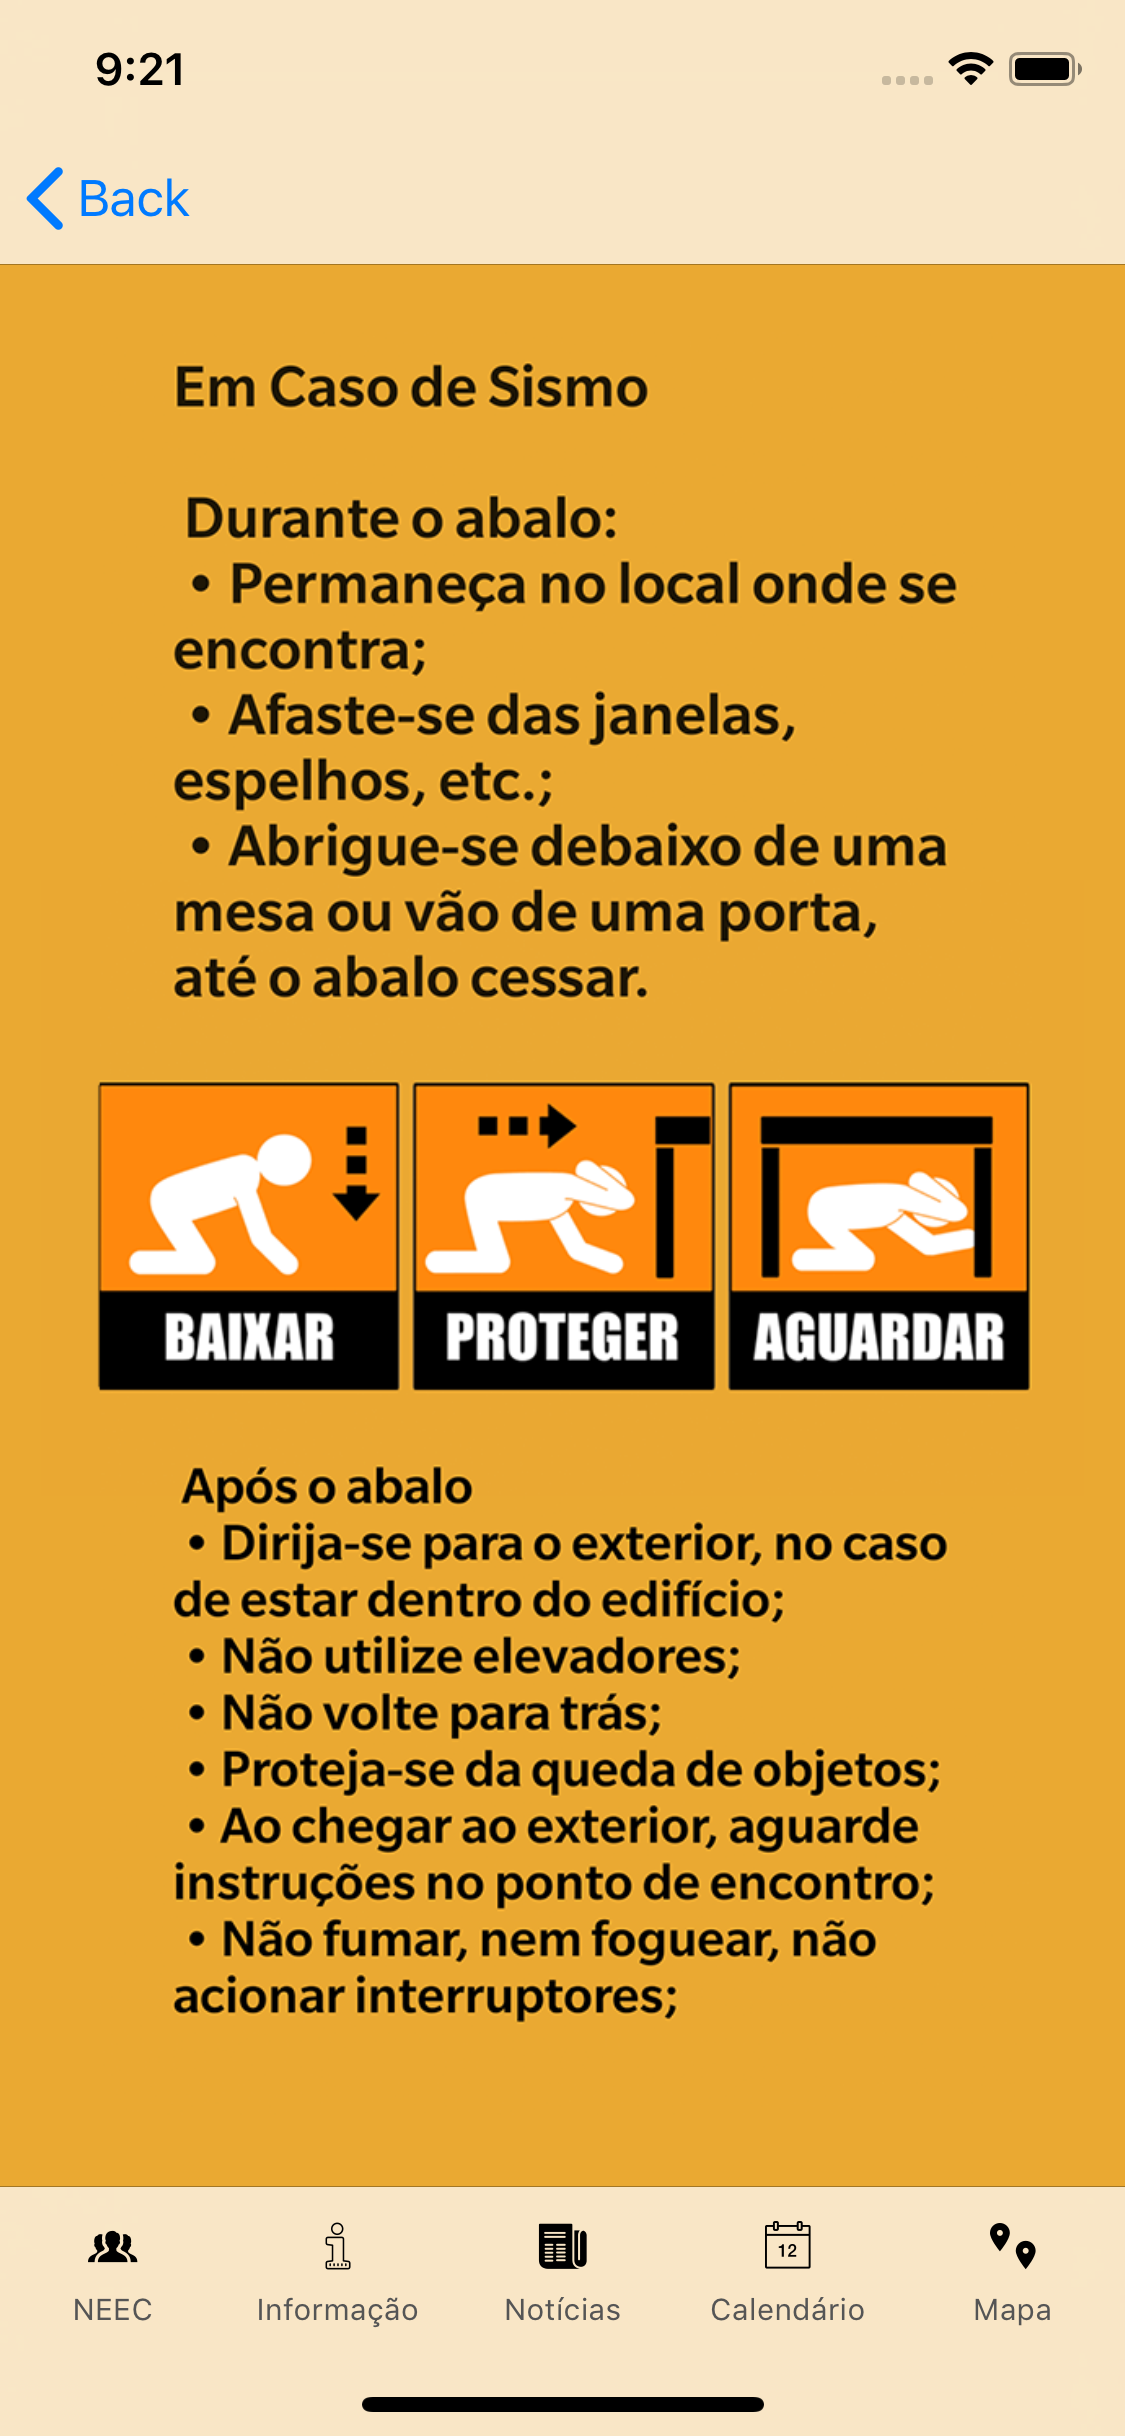 9:21
Back
Em Caso de Sismo
Durante o abalo:
• Permaneça no local onde se
encontra;
• Afaste-se das janelas,
espelhos, etc.;
• Abrigue-se debaixo de uma
mesa ou vão de uma porta,
até o abalo cessar.
BAIXAR PROTEGER AGUARDAR
Após o abalo
• Dirija-se para o exterior, no caso
de estar dentro do edifício;
• Não utilize elevadores;
• Não volte para trás;
• Proteja-se da queda de objetos;
• Ao chegar ao exterior, aguarde
instruções no ponto de encontro;
• Não fumar, nem foguear, não
acionar interruptores;
12
NEEC Informação Notícias Calendário Mapa